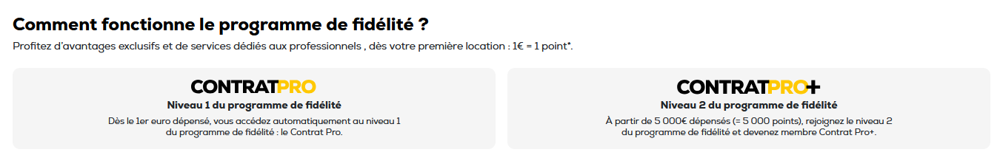 Comment fonctionne le programme de fidélité ?
Profitez d’avantages exclusifs et de services dédiés aux professionnels , dès votre première location : 1€ = 1 point*.
CONTRATPRO
Niveau 1 du programme de fidélité
Dès le 1er euro dépensé, vous accédez automatiquement au niveau 1
du programme de fidélité : le Contrat Pro.
CONTRATPRO+
Niveau 2 du programme de fidélité
À partir de 5 000€ dépensés (= 5 000 points), rejoignez le niveau 2
du programme de fidélité et devenez membre Contrat Pro+.